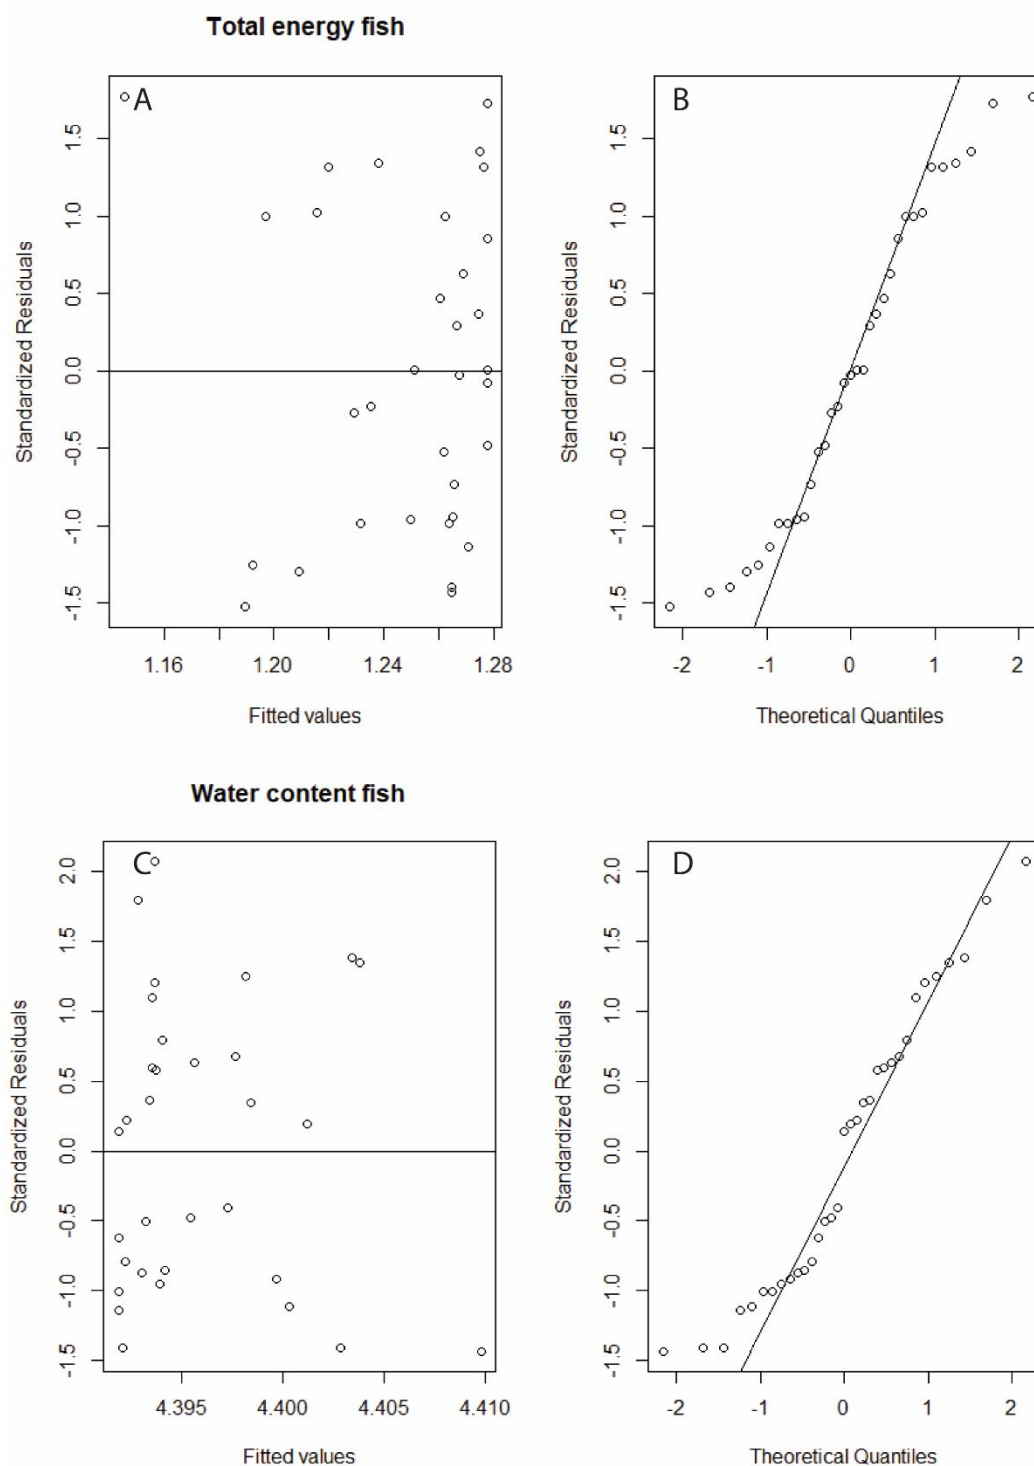 Total energy fish
A
B
Standardized Residuals
-1.5 -1.0 -0.5 0.0 0.5 1.0 1.5
1.16 1.20 1.24 1.28
Fitted values
Standardized Residuals
-1.5 -1.0 -0.5 0.0 0.5 1.0 1.5
-2 -1 0 1 2
Theoretical Quantiles
Water content fish
C
D
Standardized Residuals
-1.5 -1.0 -0.5 0.0 0.5 1.0 1.5 2.0
4.395 4.400 4.405 4.410
Fitted values
Standardized Residuals
-1.5 -1.0 -0.5 0.0 0.5 1.0 1.5 2.0
-2 -1 0 1 2
Theoretical Quantiles